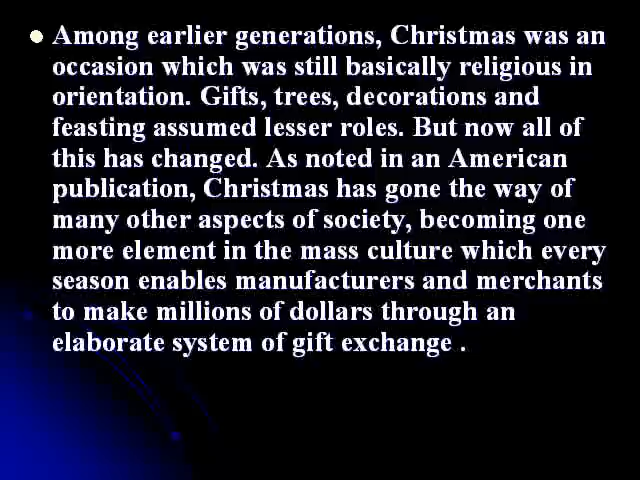 Among earlier generations, Christmas was an
occasion which was still basically religious in
orientation. Gifts, trees, decorations and
feasting assumed lesser roles. But now all of
this has changed. As noted in an American
publication, Christmas has gone the way of
many other aspects of society, becoming one
more element in the mass culture which every
season enables manufacturers and merchants
to make millions of dollars through an
elaborate system of gift exchange .